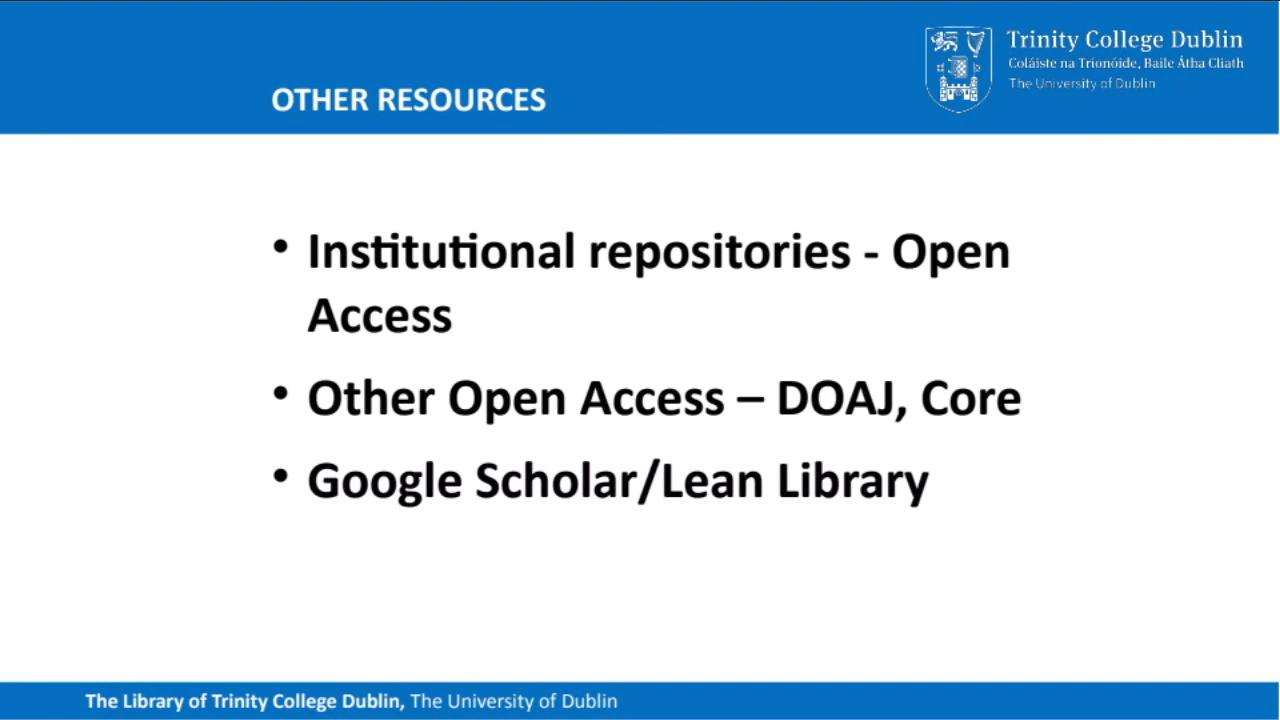 Trinity College Dublin
Coláiste na Tríonóide, Baile Átha Cliath
The University of Dublin
OTHER RESOURCES
• Institutional repositories - Open
Access
• Other Open Access – DOAJ, Core
• Google Scholar/Lean Library
The Library of Trinity College Dublin, The University of Dublin